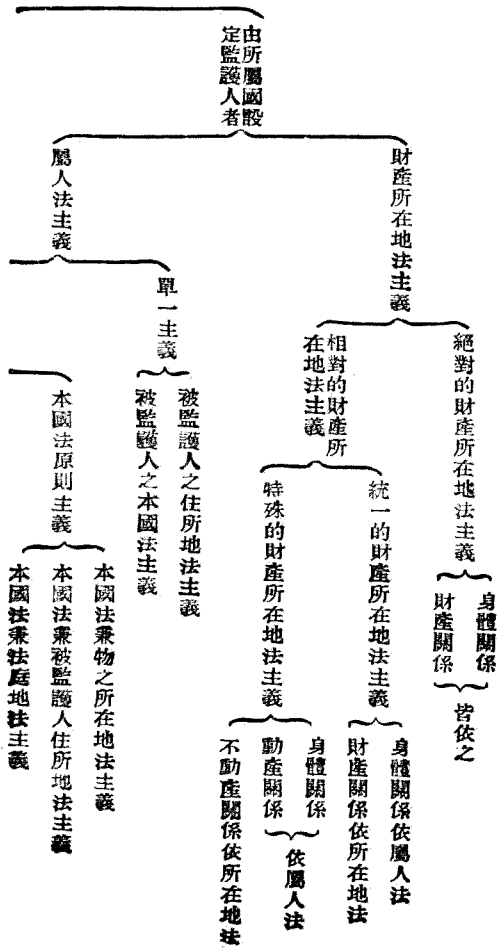 由所屬國設
定監護人者
財產所在地法主義
絕對的財產所在地法主義
身體關係
財產關係
皆依之
相對的財產所
在地法主義
統一的財產所在地法主義
身體關係依屬人法
財產關係依所在地法
特殊的財產所在地法主義
身體關係
動產關係
依屬人法
不動產關係依所在地法
屬人法主義
單一主義
被監護人之住所地法主義
被監護人之本國法主義
本國法原則主義
本國法兼物之所在地法主義
本國法兼被監護人住所地法主義
本國法兼法庭地法主義